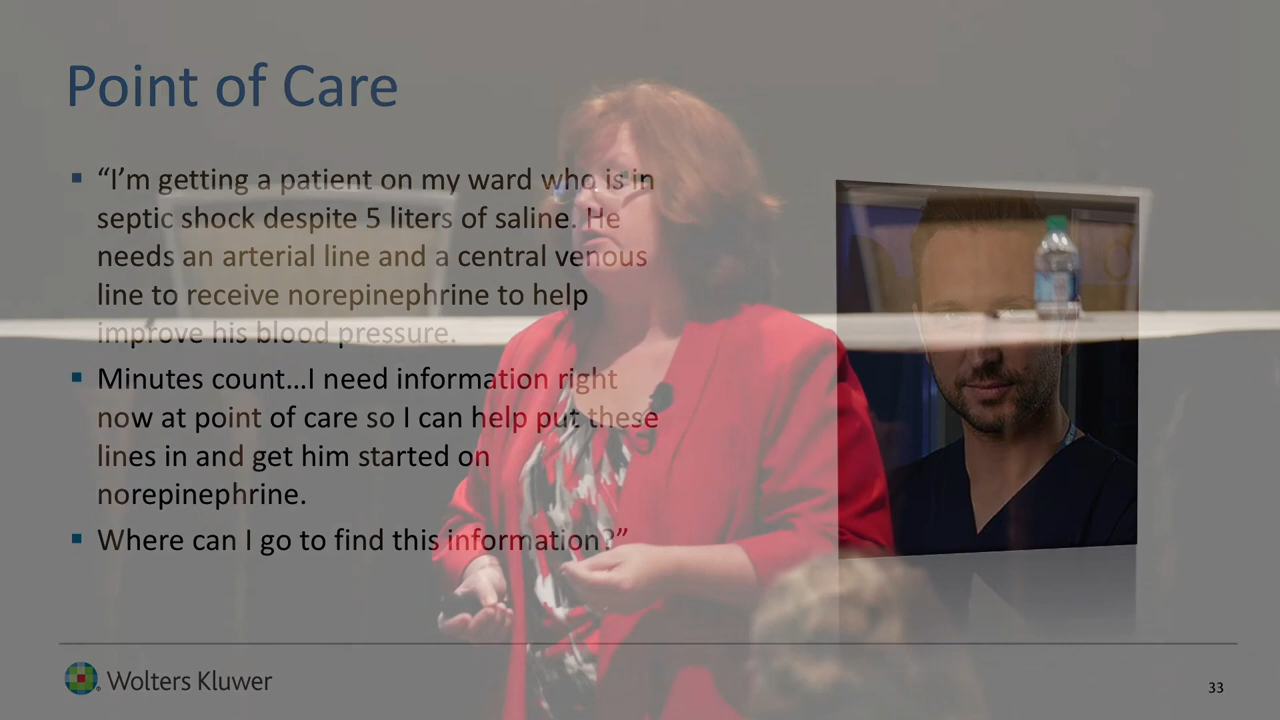 Point of Care
“I’m getting a patient on my ward who is in
septic shock despite 5 liters of saline. He
needs an arterial line and a central venous
line to receive norepinephrine to help
improve his blood pressure.
Minutes count…I need information right
now at point of care so I can help put these
lines in and get him started on
norepinephrine.
Where can I go to find this information?”
Wolters Kluwer
33